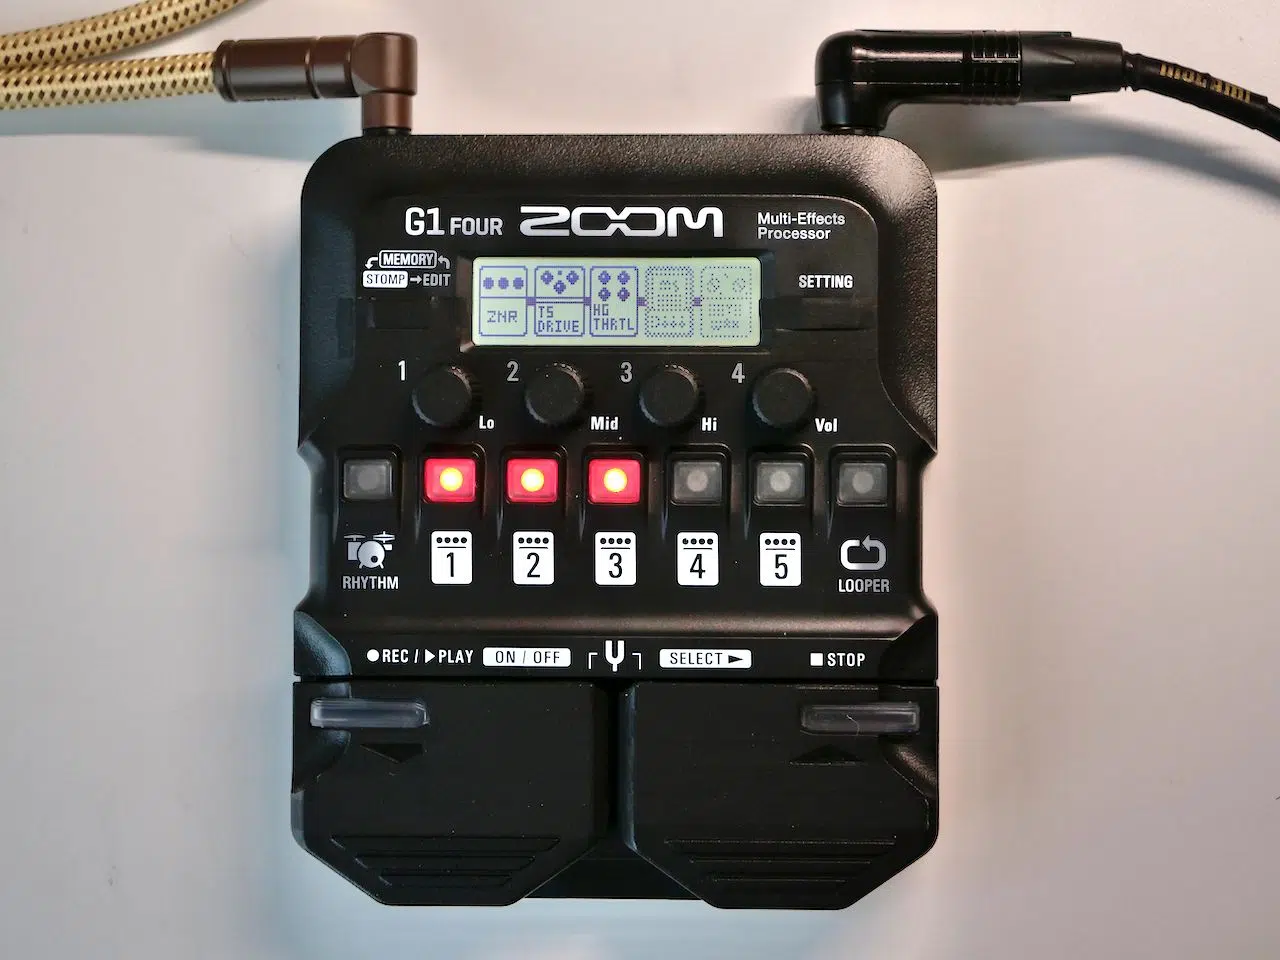 G1 FOUR ZOOM Multi-Effects
Processor
MEMORY
STOMP → EDIT
SETTING
ZNR
TS
DRIVE
HG
THRTL
1 2 3 4
Lo Mid Hi Vol
1 2 3 4 5
RHYTHM
LOOPER
●REC / ▶PLAY ON / OFF SELECT ▶ ■STOP